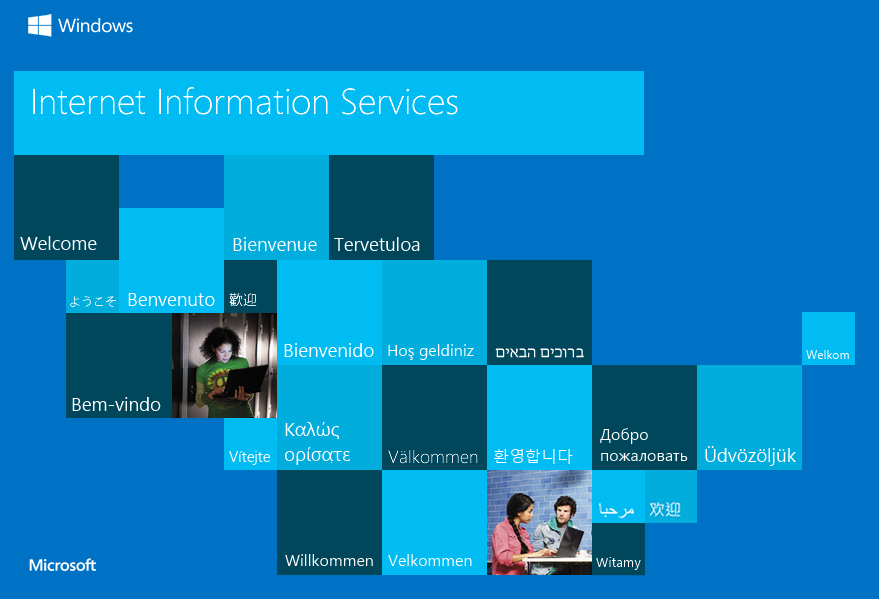 Windows
Internet Information Services
Welcome
Bienvenue
Tervetuloa
ようこそ
Benvenuto
歡迎
Bienvenido
Hoş geldiniz
ברוכים הבאים
Welkom
Bem-vindo
Vítejte
Καλώς
ορίσατε
Välkommen
환영합니다
Добро
пожаловать
Üdvözöljük
مرحبا
欢迎
Willkommen
Velkommen
Witamy
Microsoft